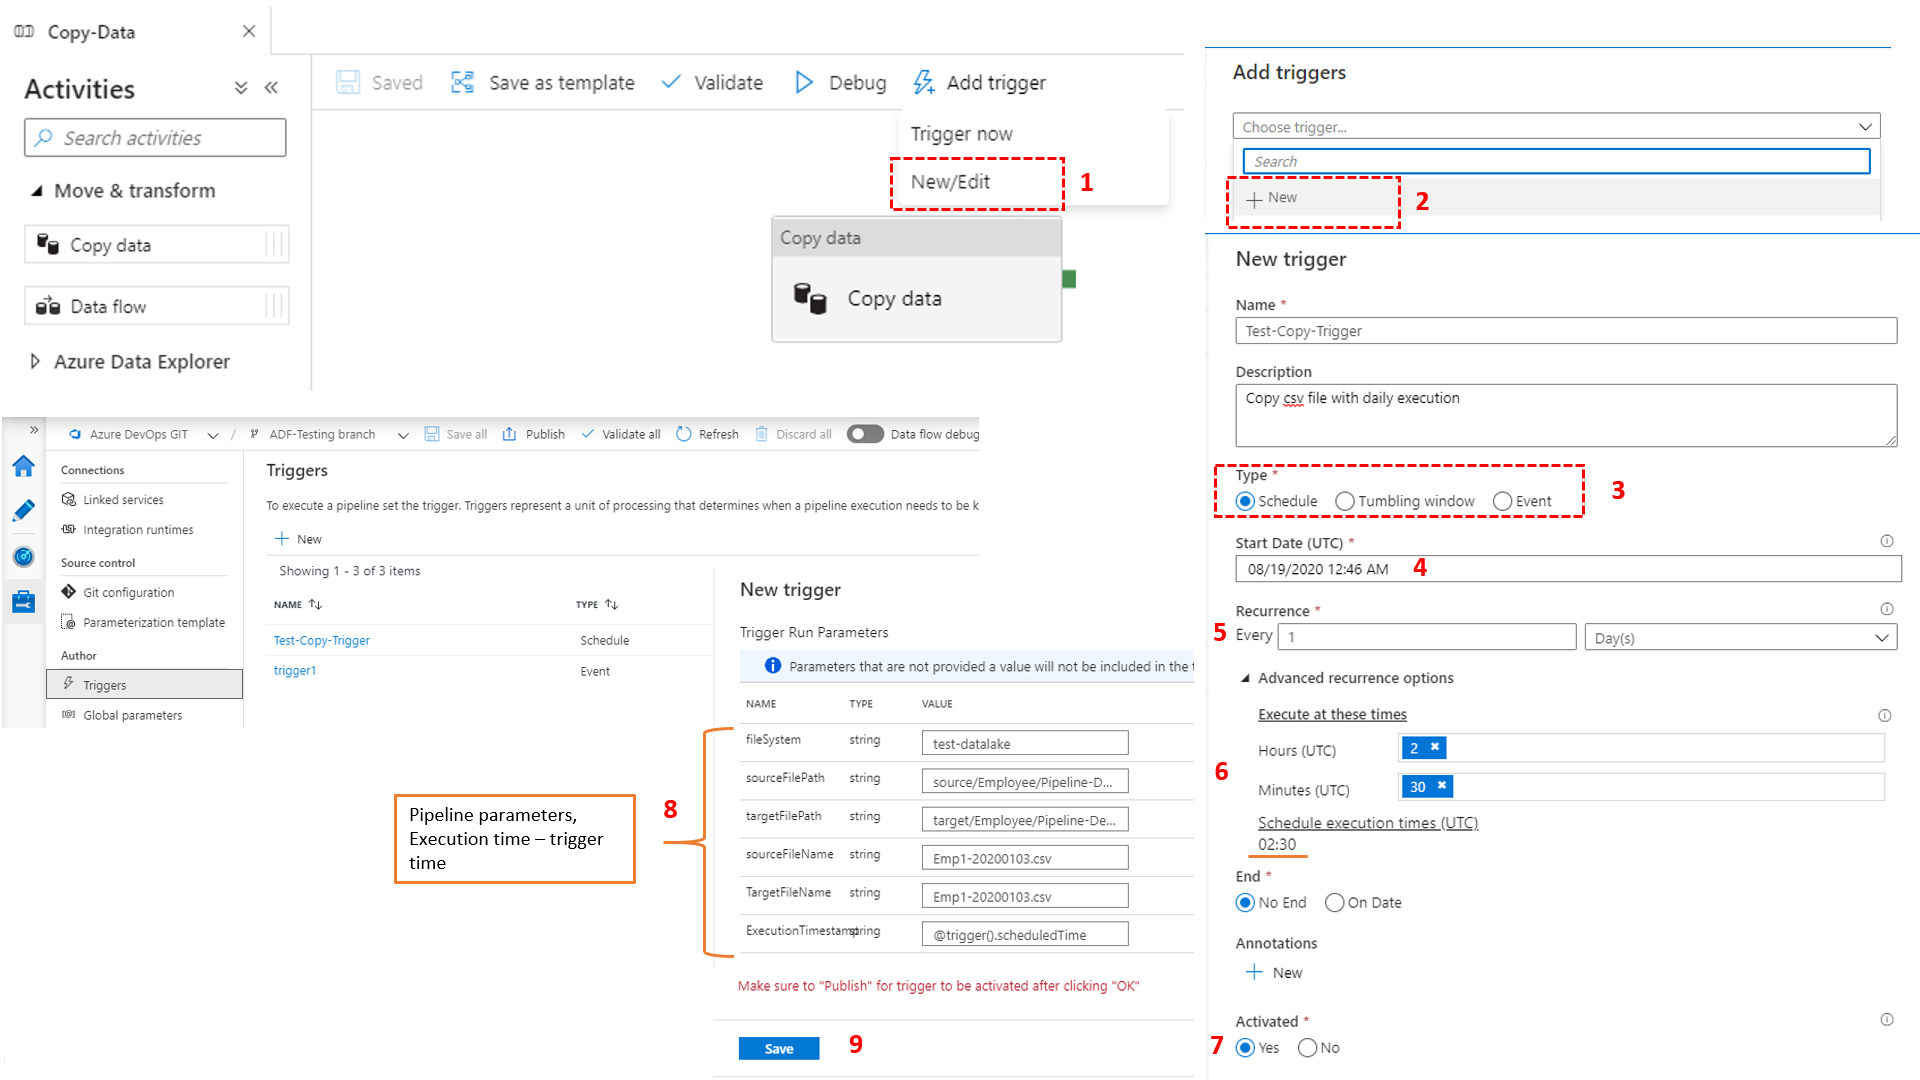 Copy-Data
Activities
Search activities
Move & transform
Copy data
Data flow
Azure Data Explorer
Saved
Save as template
Validate
Debug
Add trigger
Trigger now
New/Edit
1
Copy data
Copy data
Add triggers
Choose trigger...
Search
New
2
New trigger
Name *
Test-Copy-Trigger
Description
Copy csv file with daily execution
Type *
Schedule
Tumbling window
Event
3
Start Date (UTC) *
08/19/2020 12:46 AM
4
Recurrence *
5
Every
1
Day(s)
Advanced recurrence options
Execute at these times
Hours (UTC)
2
6
Minutes (UTC)
30
Schedule execution times (UTC)
02:30
End *
No End
On Date
Annotations
New
Activated *
7
Yes
No
Azure DevOps GIT
/
ADF-Testing branch
Save all
Publish
Validate all
Refresh
Discard all
Data flow debug
Connections
Linked services
Integration runtimes
Source control
Git configuration
Parameterization template
Author
Triggers
Global parameters
Triggers
To execute a pipeline set the trigger. Triggers represent a unit of processing that determines when a pipeline execution needs to be k
New
Showing 1 - 3 of 3 items
NAME
TYPE
Test-Copy-Trigger
Schedule
trigger1
Event
New trigger
Trigger Run Parameters
Parameters that are not provided a value will not be included in the t
NAME
TYPE
VALUE
fileSystem
string
test-datalake
sourceFilePath
string
source/Employee/Pipeline-D...
targetFilePath
string
target/Employee/Pipeline-De...
sourceFileName
string
Emp1-20200103.csv
TargetFileName
string
Emp1-20200103.csv
ExecutionTimestamp
string
@trigger().scheduledTime
Make sure to "Publish" for trigger to be activated after clicking "OK"
Save
9
8
Pipeline parameters,
Execution time – trigger
time